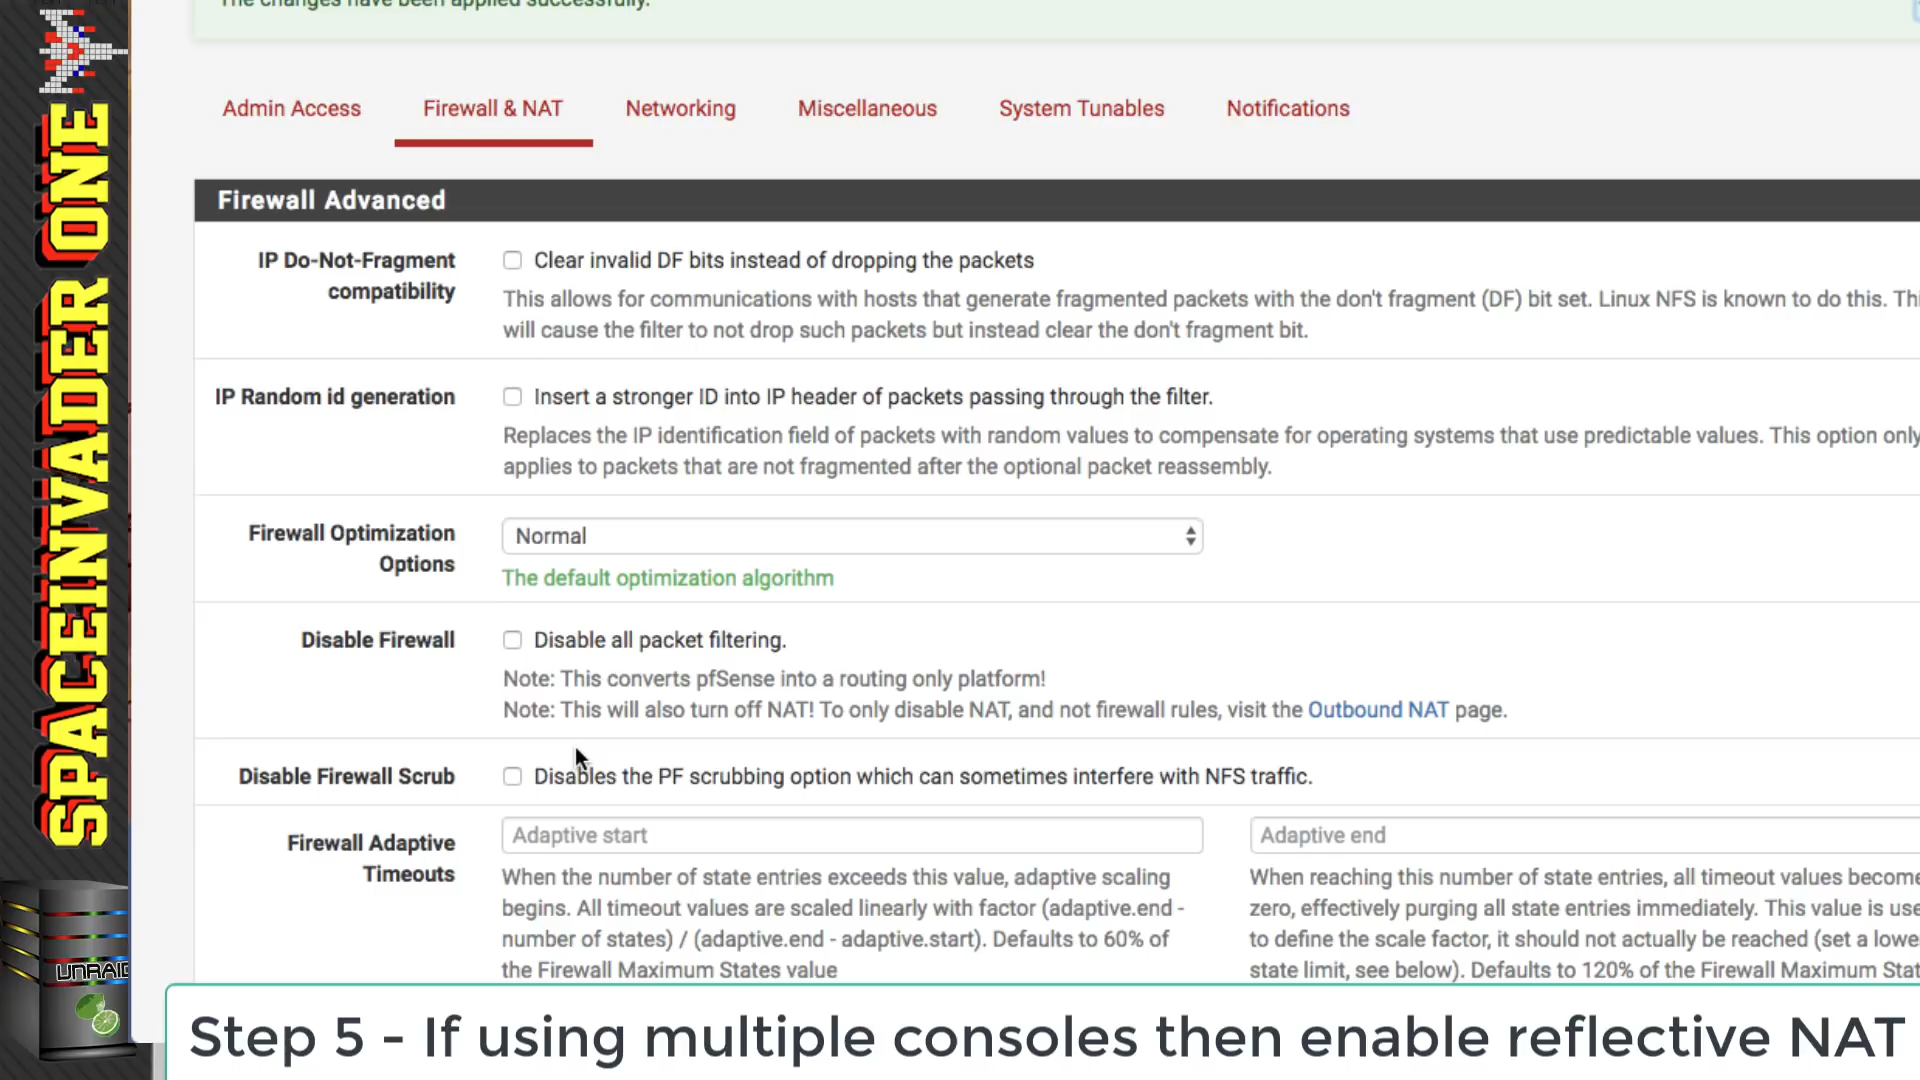 The changes have been applied successfully.
Admin Access
Firewall & NAT
Networking
Miscellaneous
System Tunables
Notifications
Firewall Advanced
IP Do-Not-Fragment
compatibility
Clear invalid DF bits instead of dropping the packets
This allows for communications with hosts that generate fragmented packets with the don't fragment (DF) bit set. Linux NFS is known to do this. Thi
will cause the filter to not drop such packets but instead clear the don't fragment bit.
IP Random id generation
Insert a stronger ID into IP header of packets passing through the filter.
Replaces the IP identification field of packets with random values to compensate for operating systems that use predictable values. This option only
applies to packets that are not fragmented after the optional packet reassembly.
Firewall Optimization
Options
Normal
The default optimization algorithm
Disable Firewall
Disable all packet filtering.
Note: This converts pfSense into a routing only platform!
Note: This will also turn off NAT! To only disable NAT, and not firewall rules, visit the Outbound NAT page.
Disable Firewall Scrub
Disables the PF scrubbing option which can sometimes interfere with NFS traffic.
Firewall Adaptive
Timeouts
Adaptive start
When the number of state entries exceeds this value, adaptive scaling
begins. All timeout values are scaled linearly with factor (adaptive.end -
number of states) / (adaptive.end - adaptive.start). Defaults to 60% of
the Firewall Maximum States value
Adaptive end
When reaching this number of state entries, all timeout values become
zero, effectively purging all state entries immediately. This value is use
to define the scale factor, it should not actually be reached (set a lowe
state limit, see below). Defaults to 120% of the Firewall Maximum Stat
Step 5 - If using multiple consoles then enable reflective NAT
SPACEINVADER ONE
UNRAID